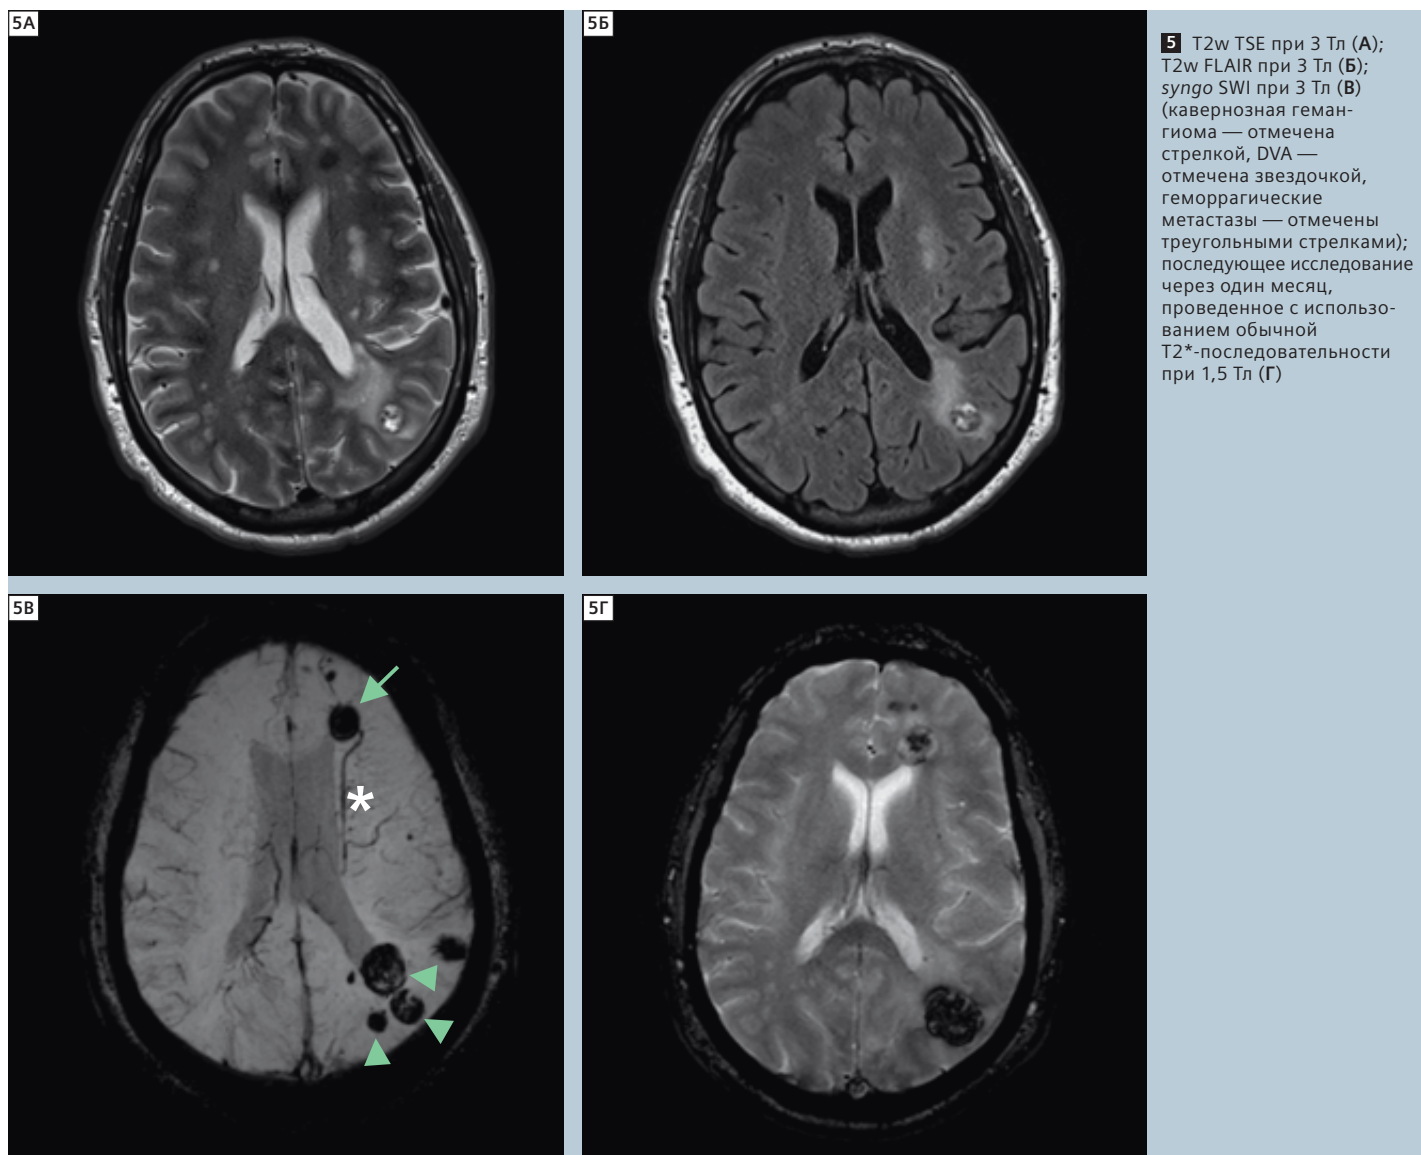 5А
5Б
5 T2w TSE при 3 Тл (А);
T2w FLAIR при 3 Тл (Б);
syngo SWI при 3 Тл (В)
(кавернозная геман-
гиома — отмечена
стрелкой, DVA —
отмечена звездочкой,
геморрагические
метастазы — отмечены
треугольными стрелками);
последующее исследование
через один месяц,
проведенное с использо-
ванием обычной
T2*-последовательности
при 1,5 Тл (Г)
5В
5Г
*